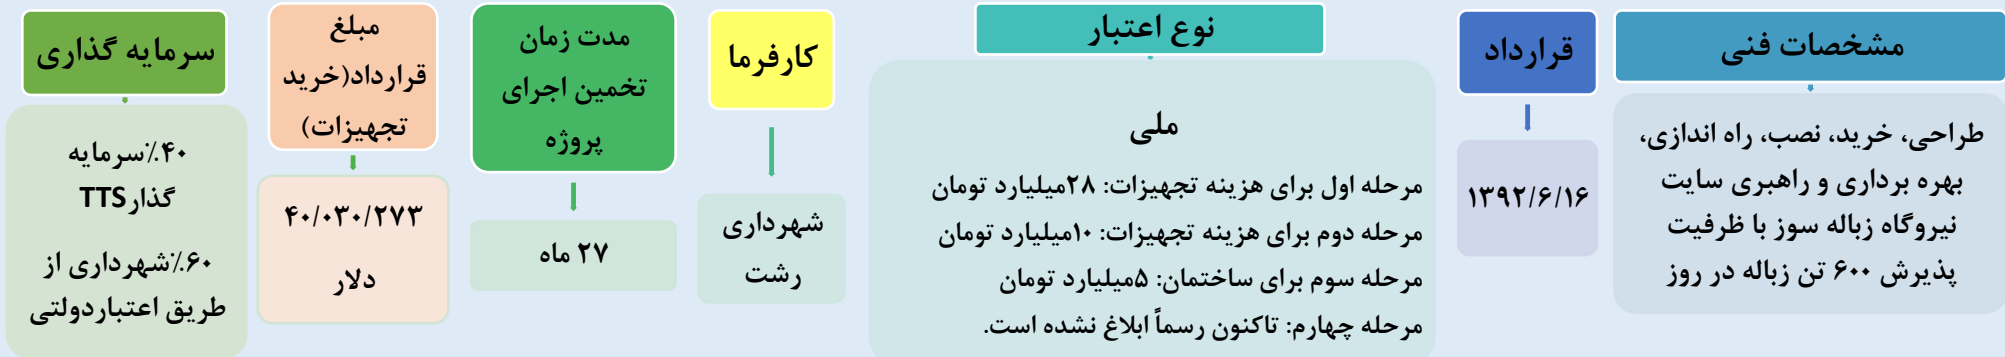 مشخصات فنی
طراحی، خرید، نصب، راه اندازی،
بهره برداری و راهبری سایت
نیروگاه زباله سوز با ظرفیت
پذیرش ۶۰۰ تن زباله در روز
قرارداد
۱۳۹۲/۶/۱۶
نوع اعتبار
ملی
مرحله اول برای هزینه تجهیزات: ۲۸میلیارد تومان
مرحله دوم برای هزینه تجهیزات: ۱۰میلیارد تومان
مرحله سوم برای ساختمان: ۵میلیارد تومان
مرحله چهارم: تاکنون رسماً ابلاغ نشده است.
کارفرما
شهرداری
رشت
مدت زمان
تخمین اجرای
پروژه
۲۷ ماه
مبلغ
قرارداد(خرید
تجهیزات)
۴۰/۰۳۰/۲۷۳
دلار
سرمایه گذاری
۴۰٪سرمایه
گذارTTS
۶۰٪شهرداری از
طریق اعتباردولتی